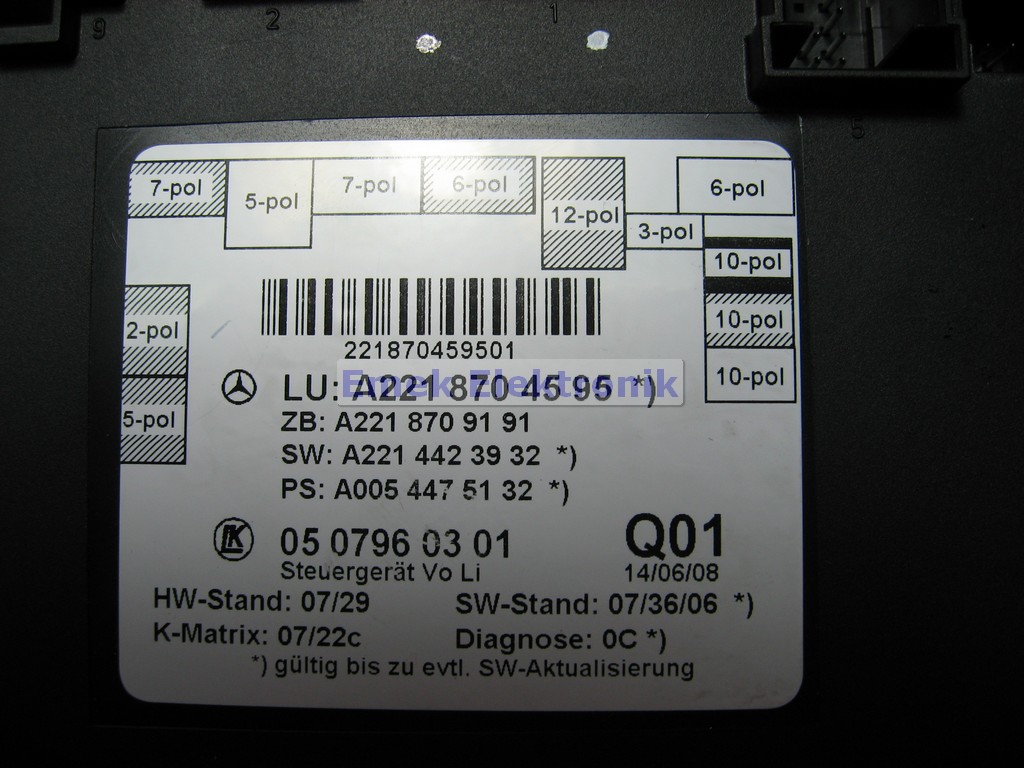 9 2 1
6
7-pol 5-pol 7-pol 6-pol 12-pol 3-pol 6-pol
10-pol
10-pol
10-pol
2-pol
5-pol
221870459501
LU: A221 870 45 95 *)
Emek Elektronik
ZB: A221 870 91 91
SW: A221 442 39 32 *)
PS: A005 447 51 32 *)
05 0796 03 01 Q01
Steuergerät Vo Li 14/06/08
HW-Stand: 07/29 SW-Stand: 07/36/06 *)
K-Matrix: 07/22c Diagnose: 0C *)
*) gültig bis zu evtl. SW-Aktualisierung